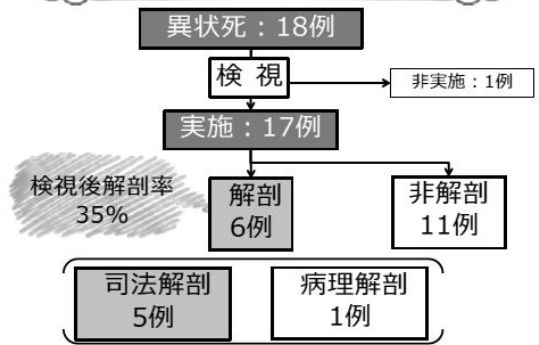 異状死：18例
検 視
非実施：1例
実施：17例
検視後解剖率
35%
解剖
6例
非解剖
11例
司法解剖
5例
病理解剖
1例